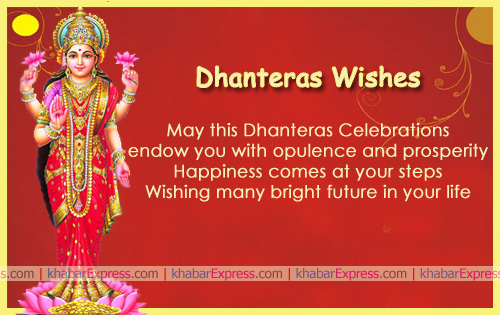 Dhanteras Wishes
May this Dhanteras Celebrations
endow you with opulence and prosperity
Happiness comes at your steps
Wishing many bright future in your life
s.com | khabarExpress.com | khabarExpress.com | khabarExpress.com | khabarExpress.com